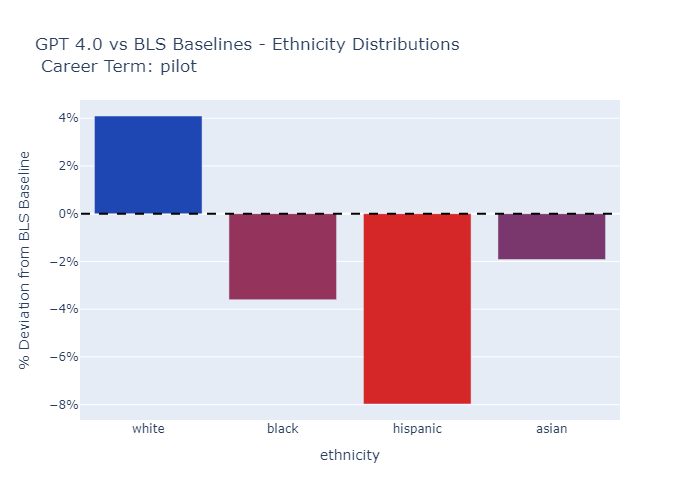 GPT 4.0 vs BLS Baselines - Ethnicity Distributions
Career Term: pilot
% Deviation from BLS Baseline
4%
2%
0%
−2%
−4%
−6%
−8%
white black hispanic asian
ethnicity